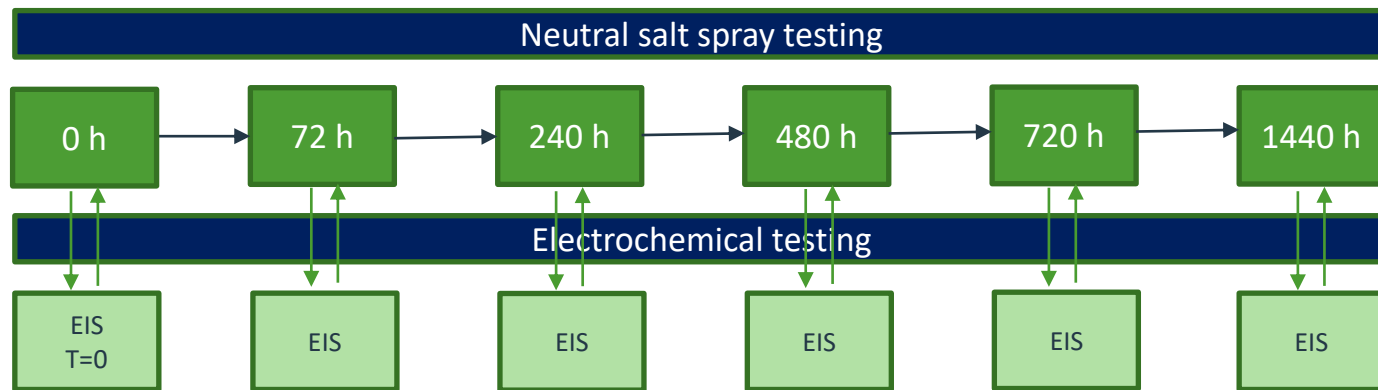 Neutral salt spray testing
0 h
72 h
240 h
480 h
720 h
1440 h
Electrochemical testing
EIS
T=0
EIS
EIS
EIS
EIS
EIS